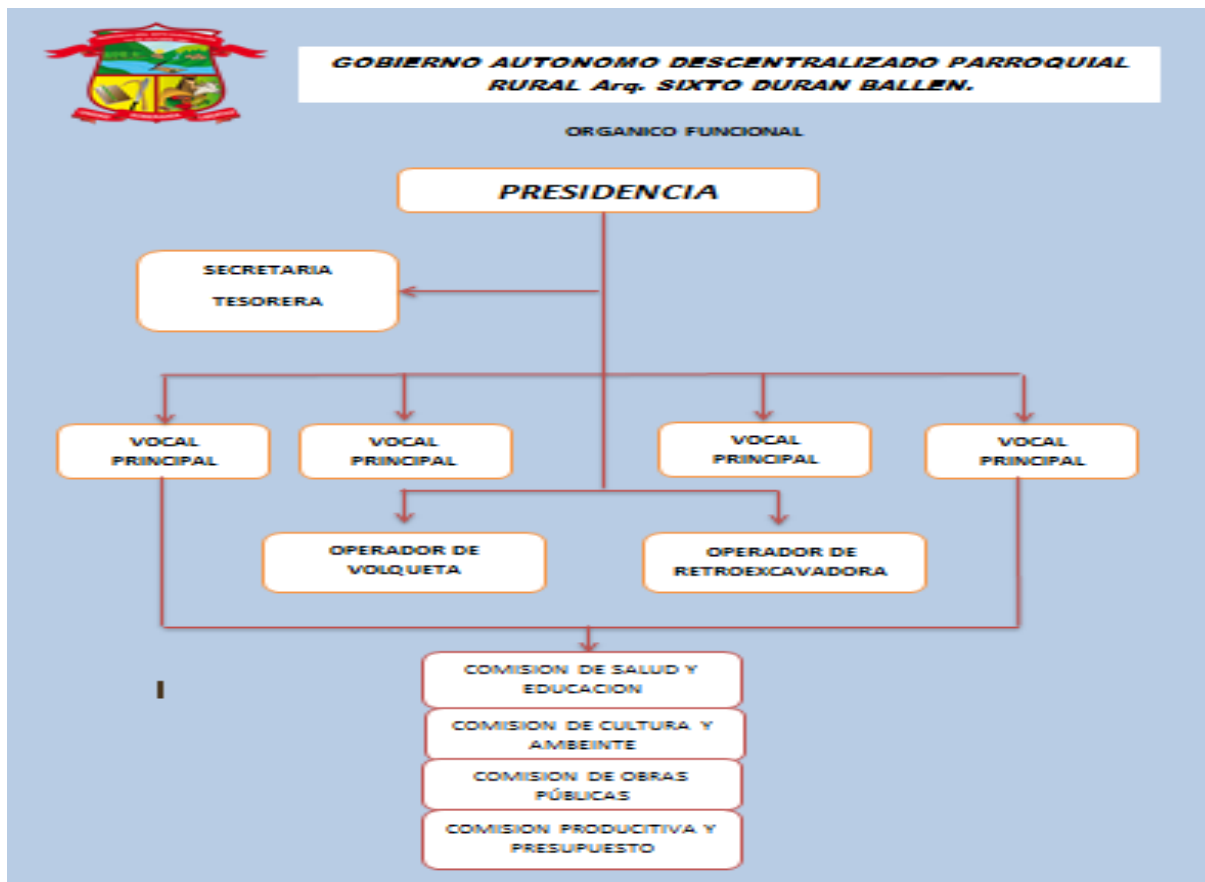 GOBIERNO AUTONOMO DESCENTRALIZADO PARROQUIAL
RURAL Arq. SIXTO DURAN BALLEN.
ORGANICO FUNCIONAL
PRESIDENCIA
SECRETARIA
TESORERA
VOCAL
PRINCIPAL
VOCAL
PRINCIPAL
VOCAL
PRINCIPAL
VOCAL
PRINCIPAL
OPERADOR DE
VOLQUETA
OPERADOR DE
RETROEXCAVADORA
COMISION DE SALUD Y
EDUCACION
COMISION DE CULTURA Y
AMBEINTE
COMISION DE OBRAS
PÚBLICAS
COMISION PRODUCITIVA Y
PRESUPUESTO